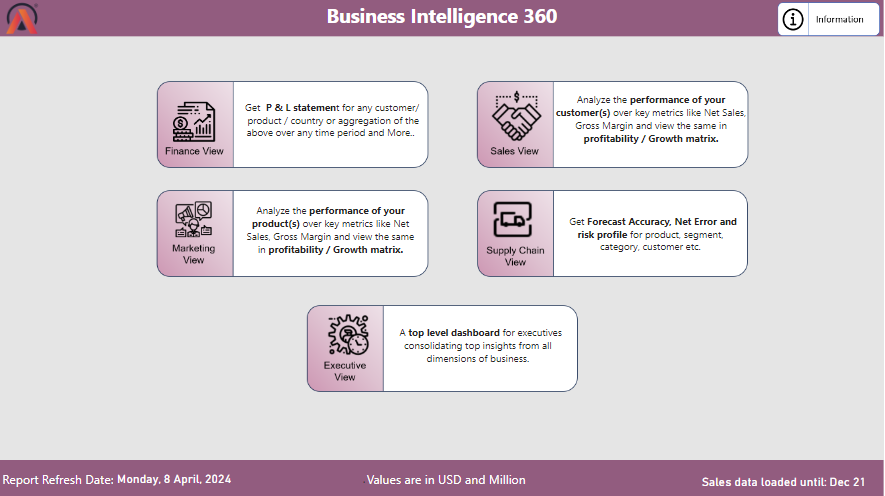 Business Intelligence 360
Information
Finance View
Get P & L statement for any customer/
product / country or aggregation of the
above over any time period and More..
Sales View
Analyze the performance of your
customer(s) over key metrics like Net Sales,
Gross Margin and view the same in
profitability / Growth matrix.
Marketing
View
Analyze the performance of your
product(s) over key metrics like Net
Sales, Gross Margin and view the same
in profitability / Growth matrix.
Supply Chain
View
Get Forecast Accuracy, Net Error and
risk profile for product, segment,
category, customer etc.
Executive
View
A top level dashboard for executives
consolidating top insights from all
dimensions of business.
Report Refresh Date: Monday, 8 April, 2024
Values are in USD and Million
Sales data loaded until: Dec 21